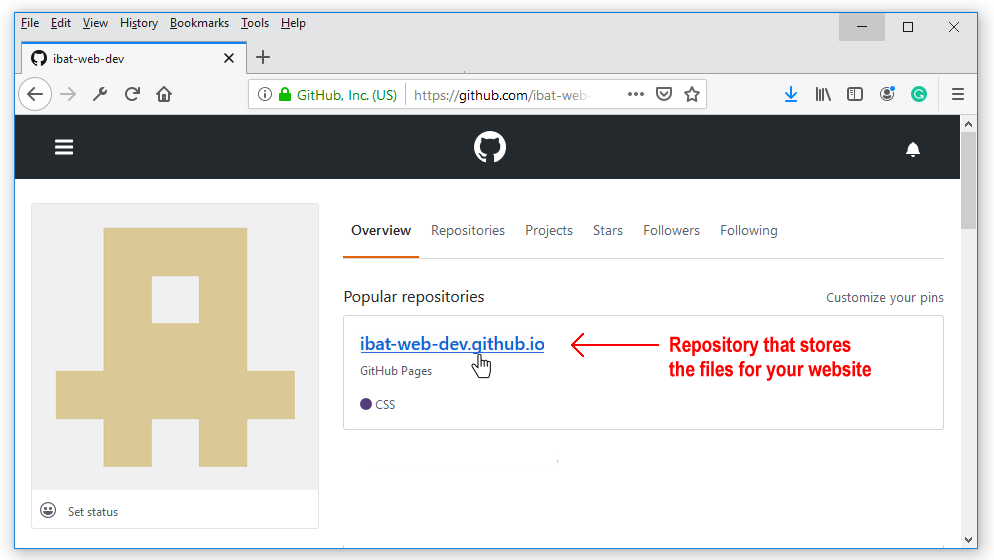 File Edit View History Bookmarks Tools Help
ibat-web-dev
GitHub, Inc. (US) https://github.com/ibat-web-
Overview Repositories Projects Stars Followers Following
Popular repositories Customize your pins
ibat-web-dev.github.io
GitHub Pages
CSS
Repository that stores
the files for your website
Set status